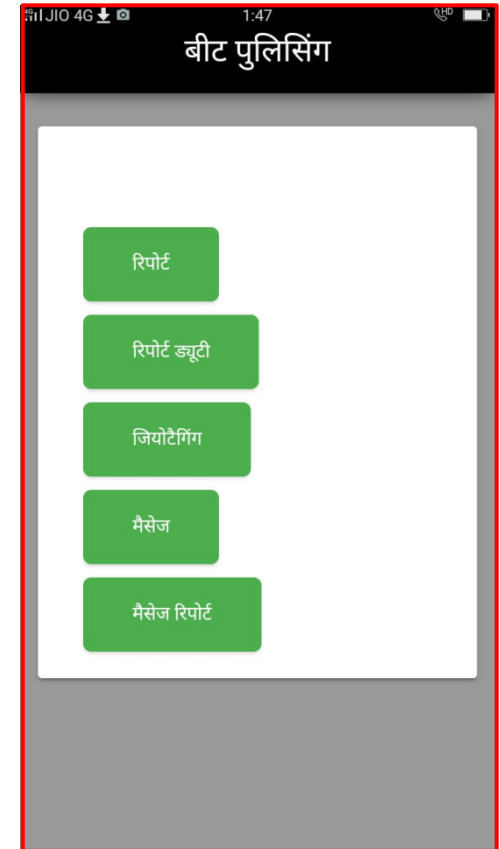 JIO 4G 1:47 HD
बीट पुलिसिंग
रिपोर्ट
रिपोर्ट ड्यूटी
जियोटैगिंग
मैसेज
मैसेज रिपोर्ट